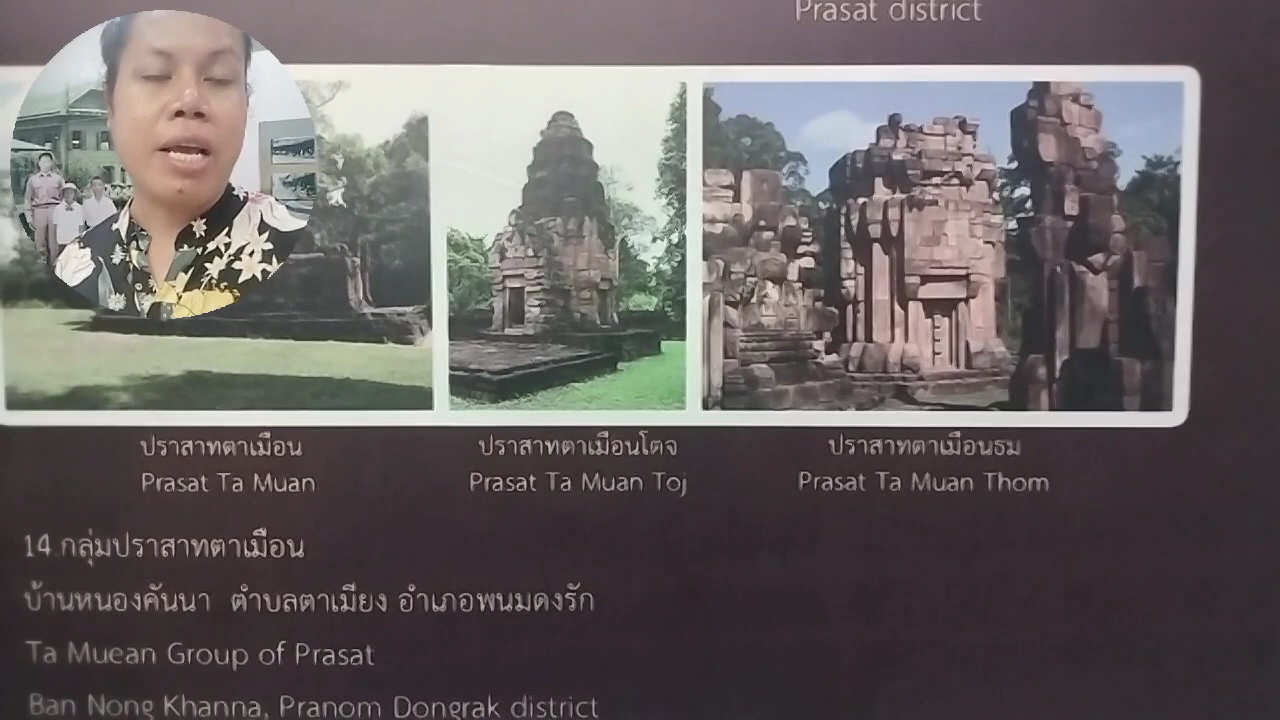 Prasat district
ปราสาทตาเมือน
Prasat Ta Muan
ปราสาทตาเมือนโตจ
Prasat Ta Muan Toj
ปราสาทตาเมือนธม
Prasat Ta Muan Thom
14.กลุ่มปราสาทตาเมือน
บ้านหนองคันนา ตำบลตาเมียง อำเภอพนมดงรัก
Ta Muean Group of Prasat
Ban Nong Khanna, Pranom Dongrak district